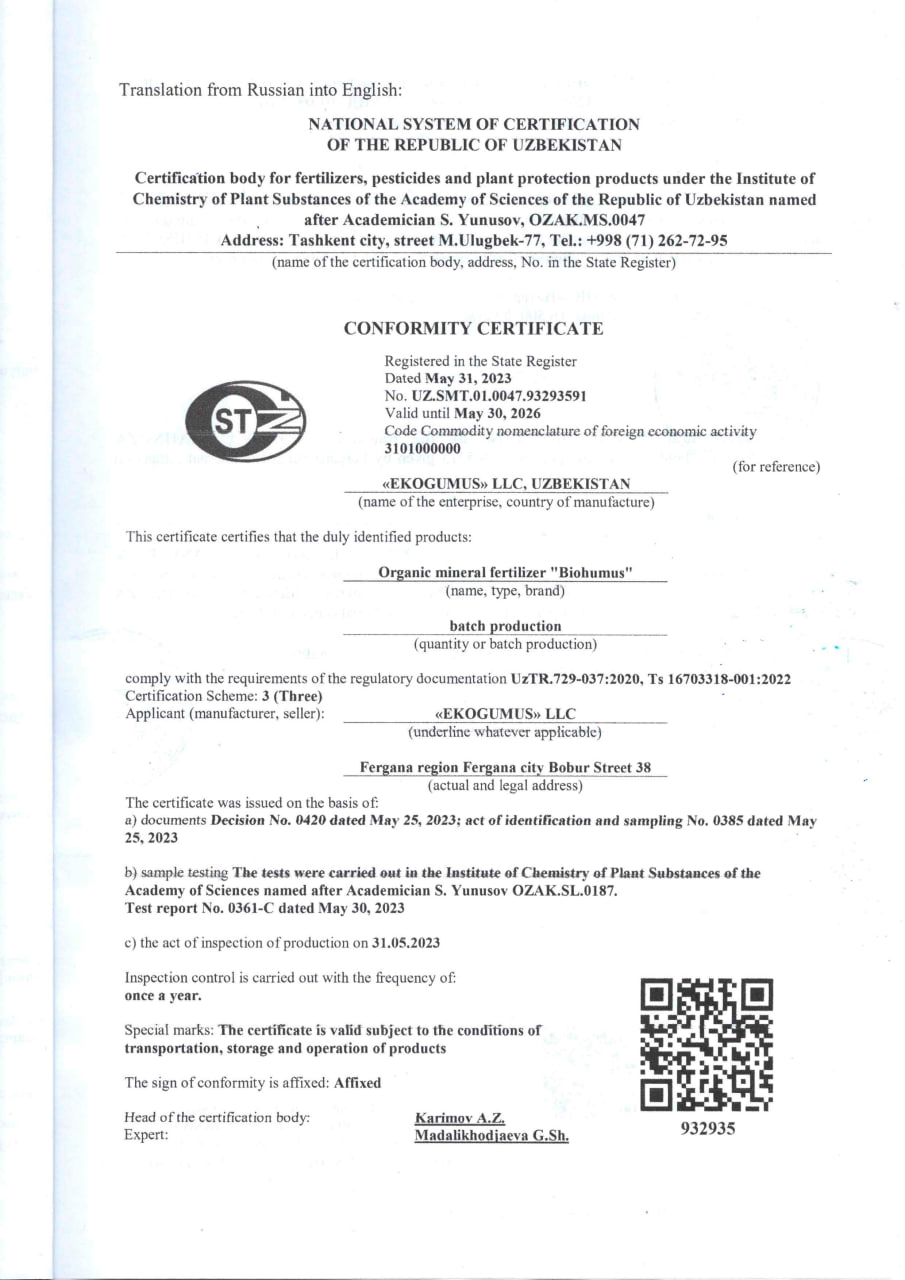 Translation from Russian into English:
NATIONAL SYSTEM OF CERTIFICATION
OF THE REPUBLIC OF UZBEKISTAN
Certification body for fertilizers, pesticides and plant protection products under the Institute of
Chemistry of Plant Substances of the Academy of Sciences of the Republic of Uzbekistan named
after Academician S. Yunusov, OZAK.MS.0047
Address: Tashkent city, street M.Ulugbek-77, Tel.: +998 (71) 262-72-95
(name of the certification body, address, No. in the State Register)
CONFORMITY CERTIFICATE
Registered in the State Register
Dated May 31, 2023
No. UZ.SMT.01.0047.93293591
Valid until May 30, 2026
Code Commodity nomenclature of foreign economic activity
3101000000
(for reference)
ST
«EKOGUMUS» LLC, UZBEKISTAN
(name of the enterprise, country of manufacture)
This certificate certifies that the duly identified products:
Organic mineral fertilizer "Biohumus"
(name, type, brand)
batch production
(quantity or batch production)
comply with the requirements of the regulatory documentation UzTR.729-037:2020, Ts 16703318-001:2022
Certification Scheme: 3 (Three)
Applicant (manufacturer, seller): «EKOGUMUS» LLC
(underline whatever applicable)
Fergana region Fergana city Bobur Street 38
(actual and legal address)
The certificate was issued on the basis of:
a) documents Decision No. 0420 dated May 25, 2023; act of identification and sampling No. 0385 dated May
25, 2023
b) sample testing The tests were carried out in the Institute of Chemistry of Plant Substances of the
Academy of Sciences named after Academician S. Yunusov OZAK.SL.0187.
Test report No. 0361-C dated May 30, 2023
c) the act of inspection of production on 31.05.2023
Inspection control is carried out with the frequency of:
once a year.
Special marks: The certificate is valid subject to the conditions of
transportation, storage and operation of products
The sign of conformity is affixed: Affixed
Head of the certification body: Karimov A.Z.
Expert: Madalikhodjaeva G.Sh.
932935